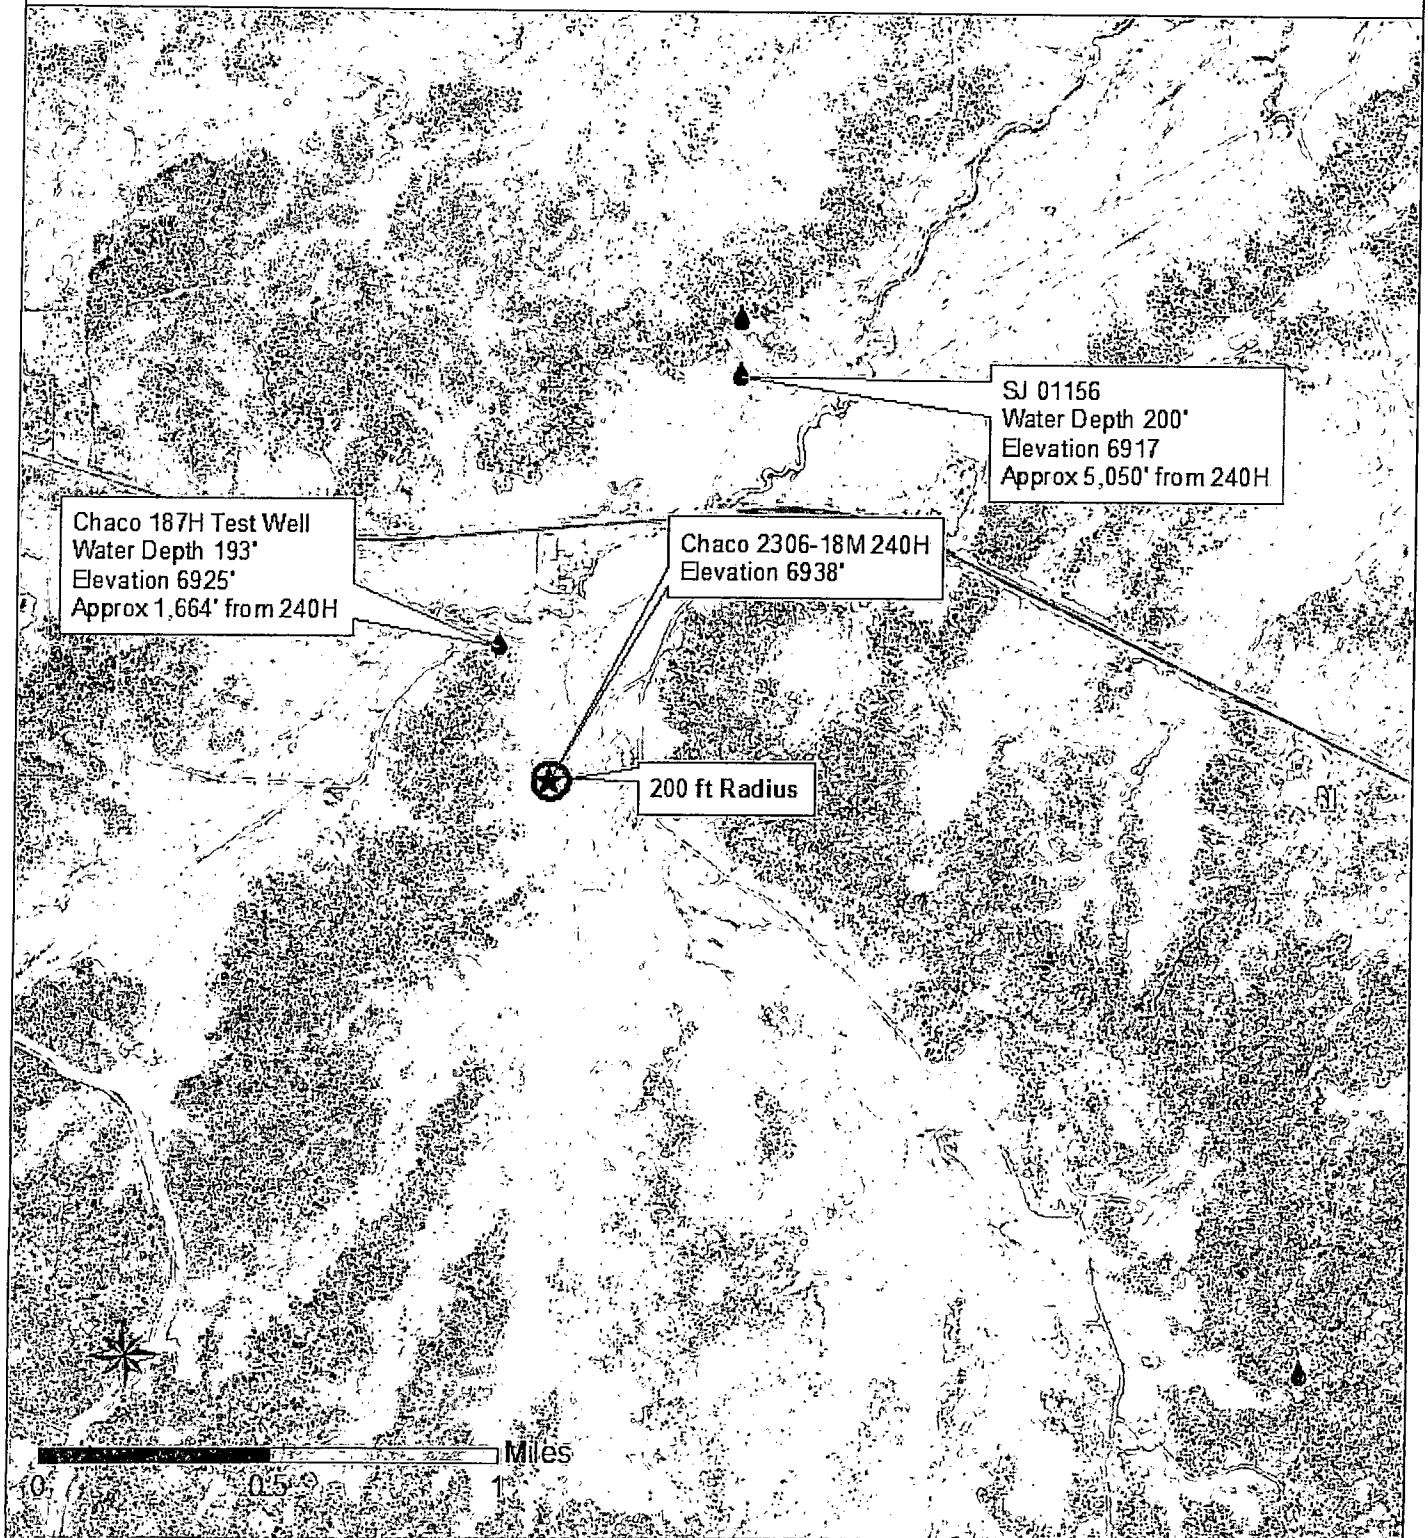 SJ 01156
Water Depth 200'
Elevation 6917
Approx 5,050' from 240H
Chaco 187H Test Well
Water Depth 193'
Elevation 6925'
Approx 1,664' from 240H
Chaco 2306-18M 240H
Elevation 6938'
200 ft Radius
Miles
0 0.5 1